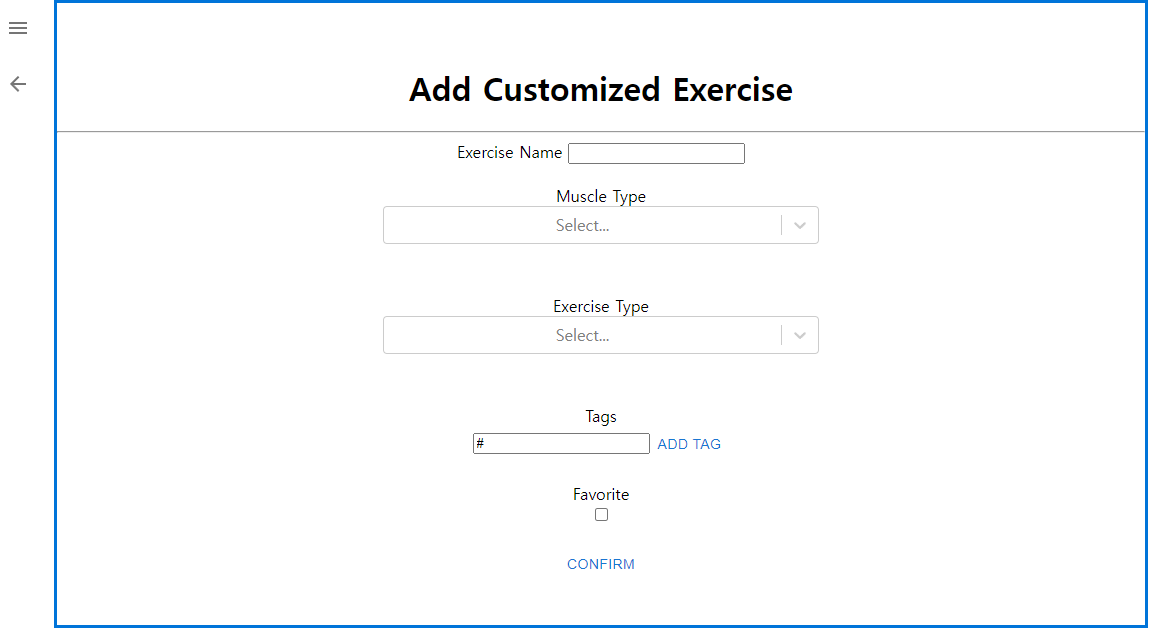 Add Customized Exercise
Exercise Name
Muscle Type
Select...
Exercise Type
Select...
Tags
# ADD TAG
Favorite
CONFIRM